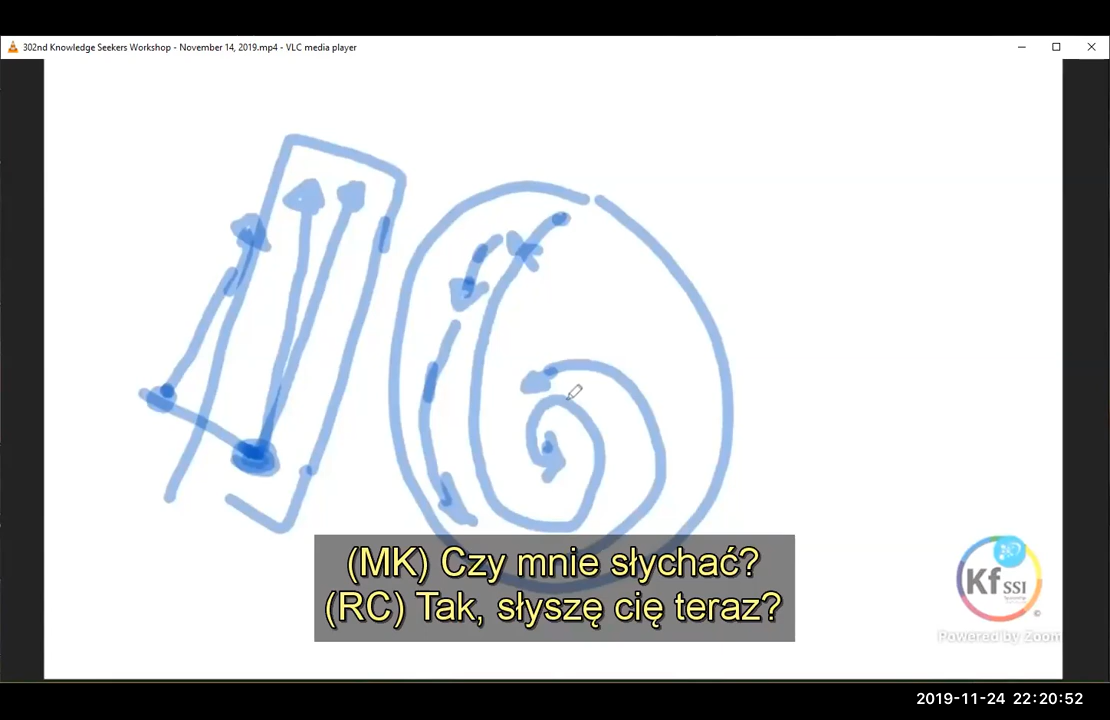 302nd Knowledge Seekers Workshop - November 14, 2019.mp4 - VLC media player
(MK) Czy mnie słychać?
(RC) Tak, słyszę cię teraz?
Kf SSI
©
Powered by Zoom
2019-11-24 22:20:52